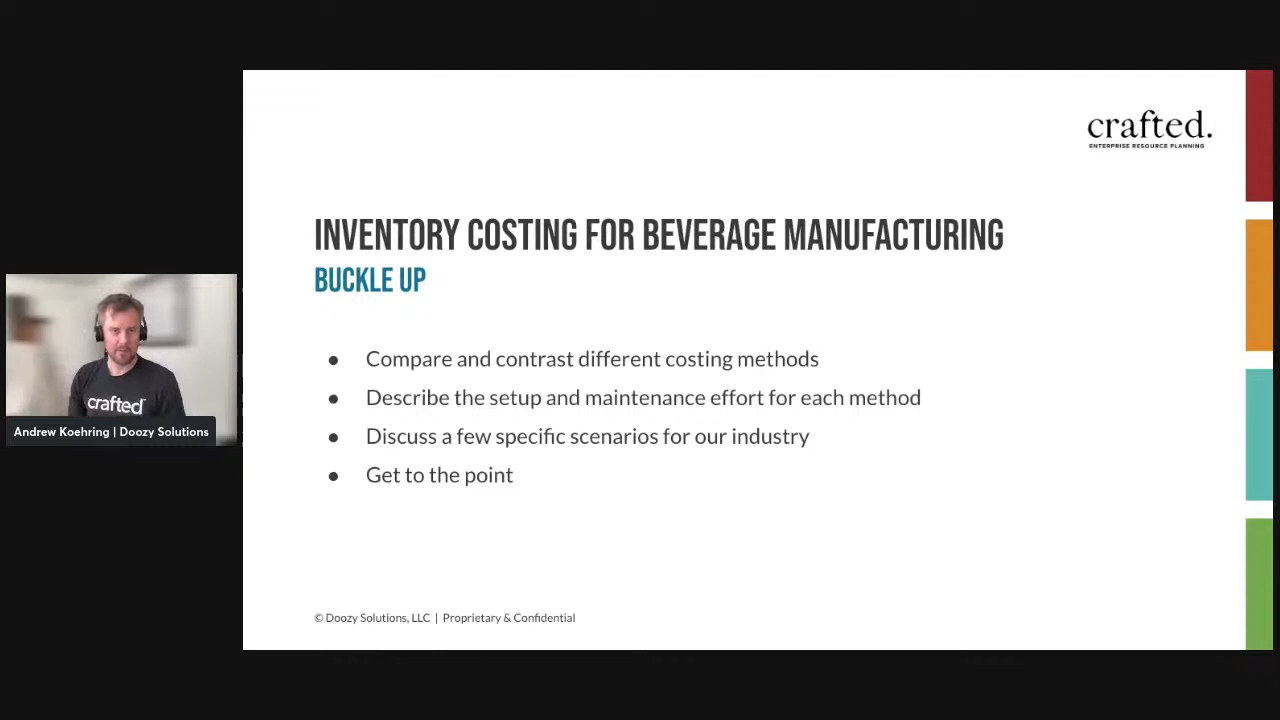 crafted.
ENTERPRISE RESOURCE PLANNING
INVENTORY COSTING FOR BEVERAGE MANUFACTURING
BUCKLE UP
● Compare and contrast different costing methods
● Describe the setup and maintenance effort for each method
● Discuss a few specific scenarios for our industry
● Get to the point
crafted
Andrew Koehring | Doozy Solutions
© Doozy Solutions, LLC | Proprietary & Confidential